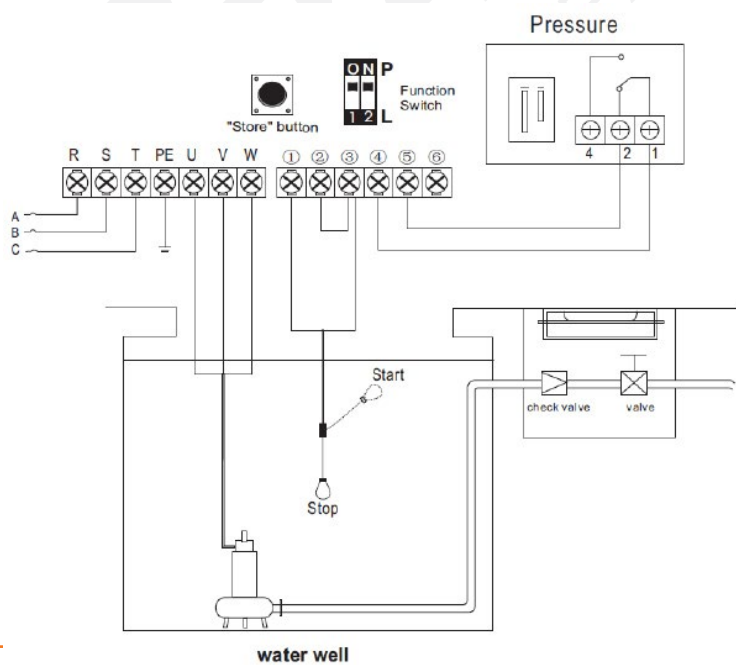 Pressure
ON P
Function
Switch
1 2 L
"Store" button
4 2 1
R S T PE U V W ① ② ③ ④ ⑤ ⑥
A
B
C
Start
Stop
check valve valve
water well